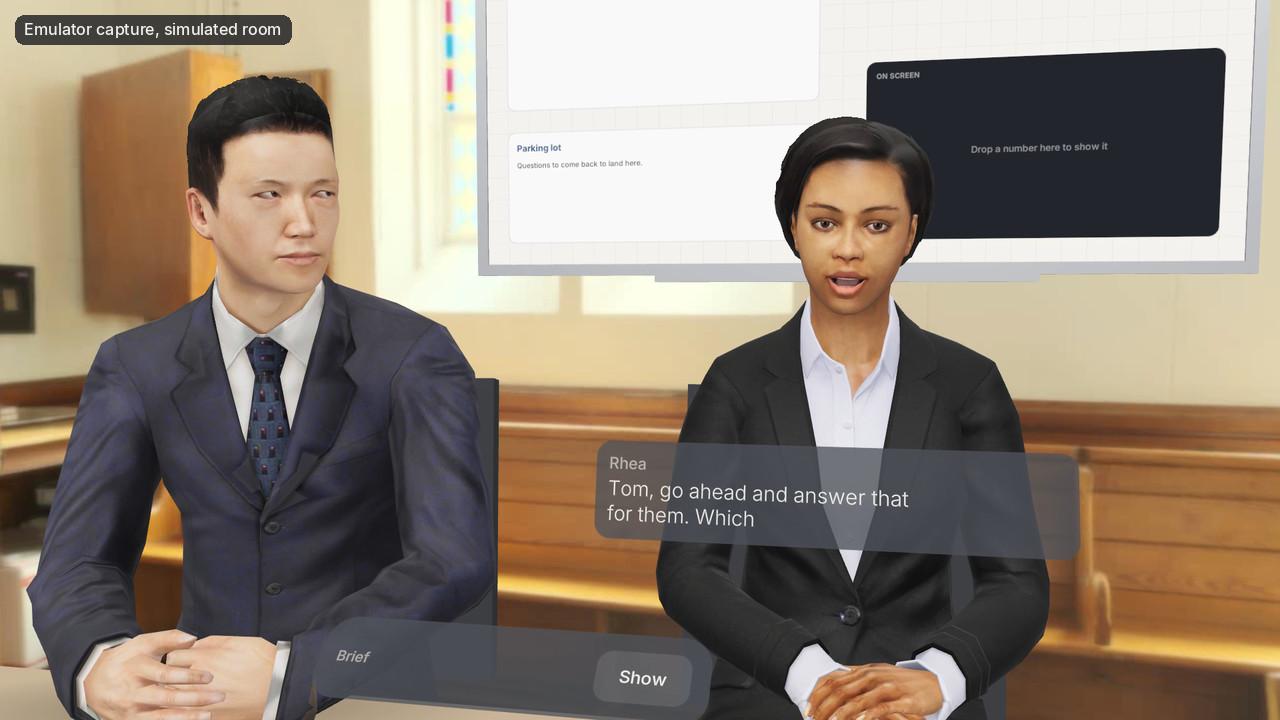 Emulator capture, simulated room
ON SCREEN
Drop a number here to show it
Parking lot
Questions to come back to land here.
Rhea
Tom, go ahead and answer that
for them. Which
Brief
Show